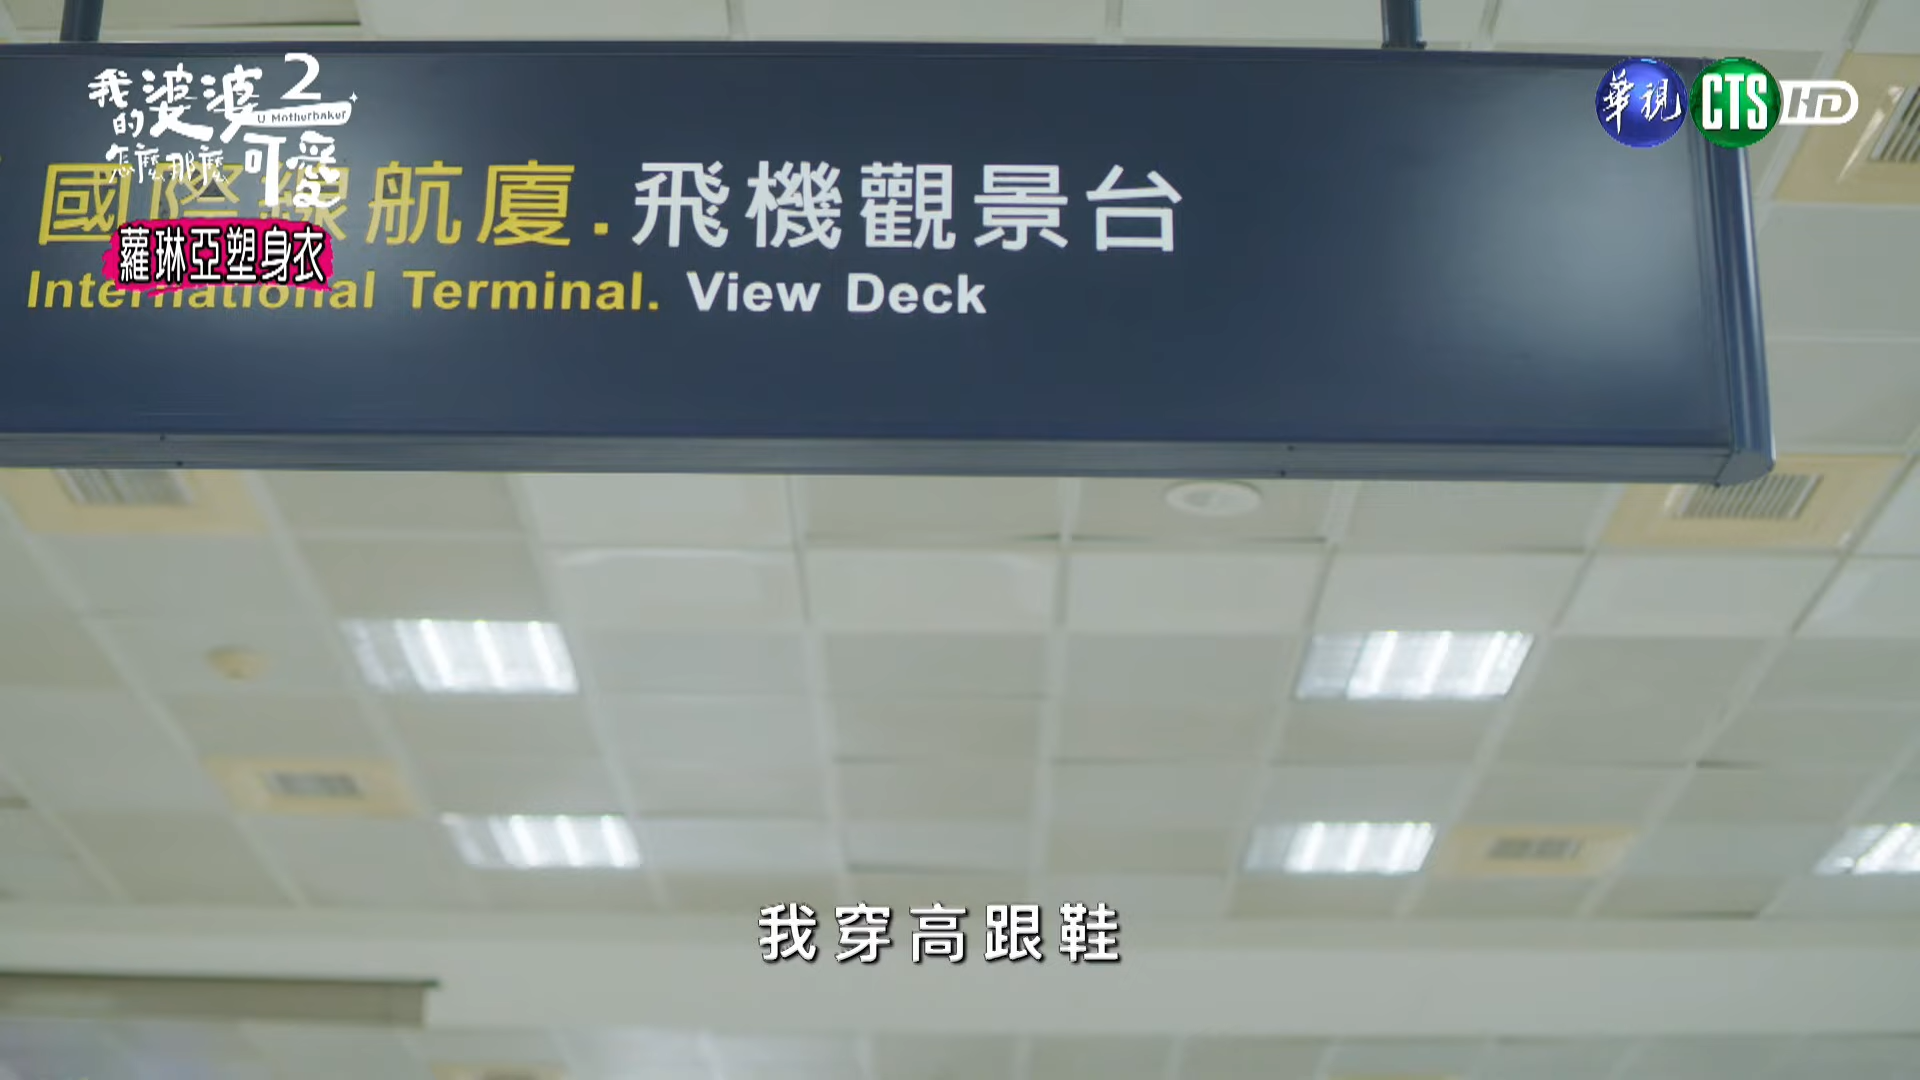 我的婆婆2
U Motherbaker
怎麼那麼可愛
華視 CTS HD
國際線航廈.飛機觀景台
蘿琳亞塑身衣
International Terminal. View Deck
我穿高跟鞋